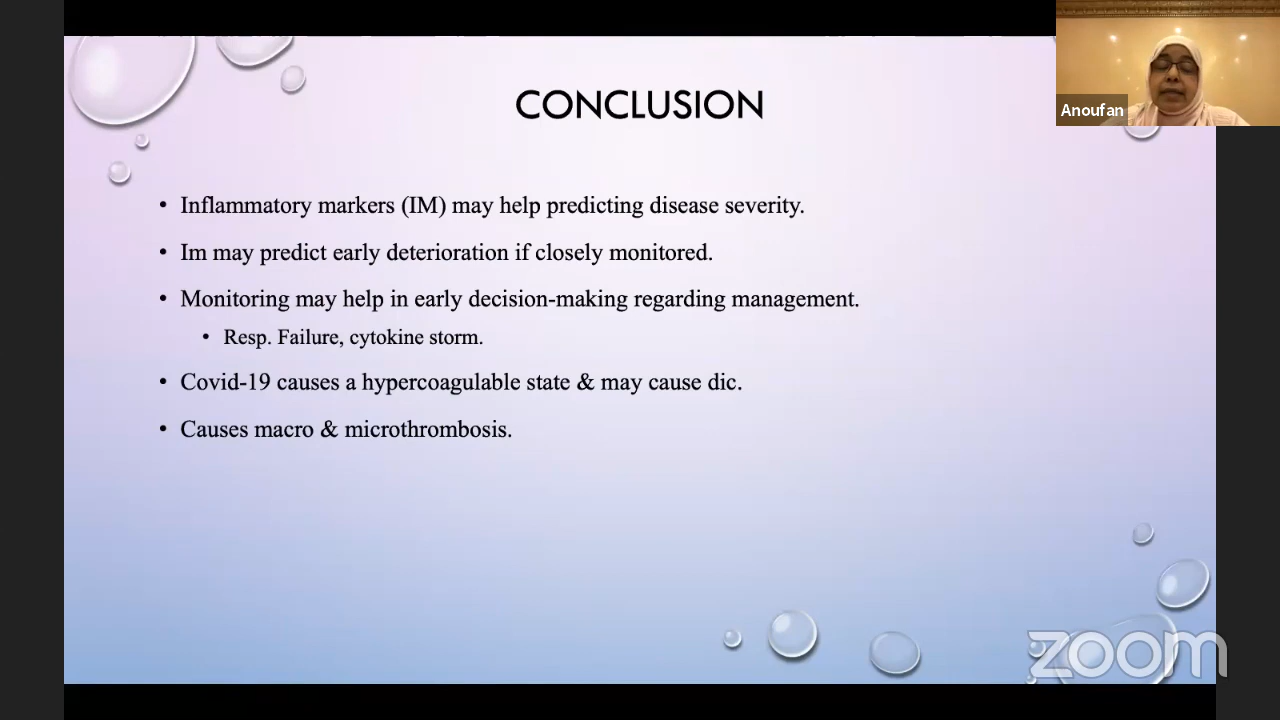 CONCLUSION
Anoufan
• Inflammatory markers (IM) may help predicting disease severity.
• Im may predict early deterioration if closely monitored.
• Monitoring may help in early decision-making regarding management.
• Resp. Failure, cytokine storm.
• Covid-19 causes a hypercoagulable state & may cause dic.
• Causes macro & microthrombosis.
zoom